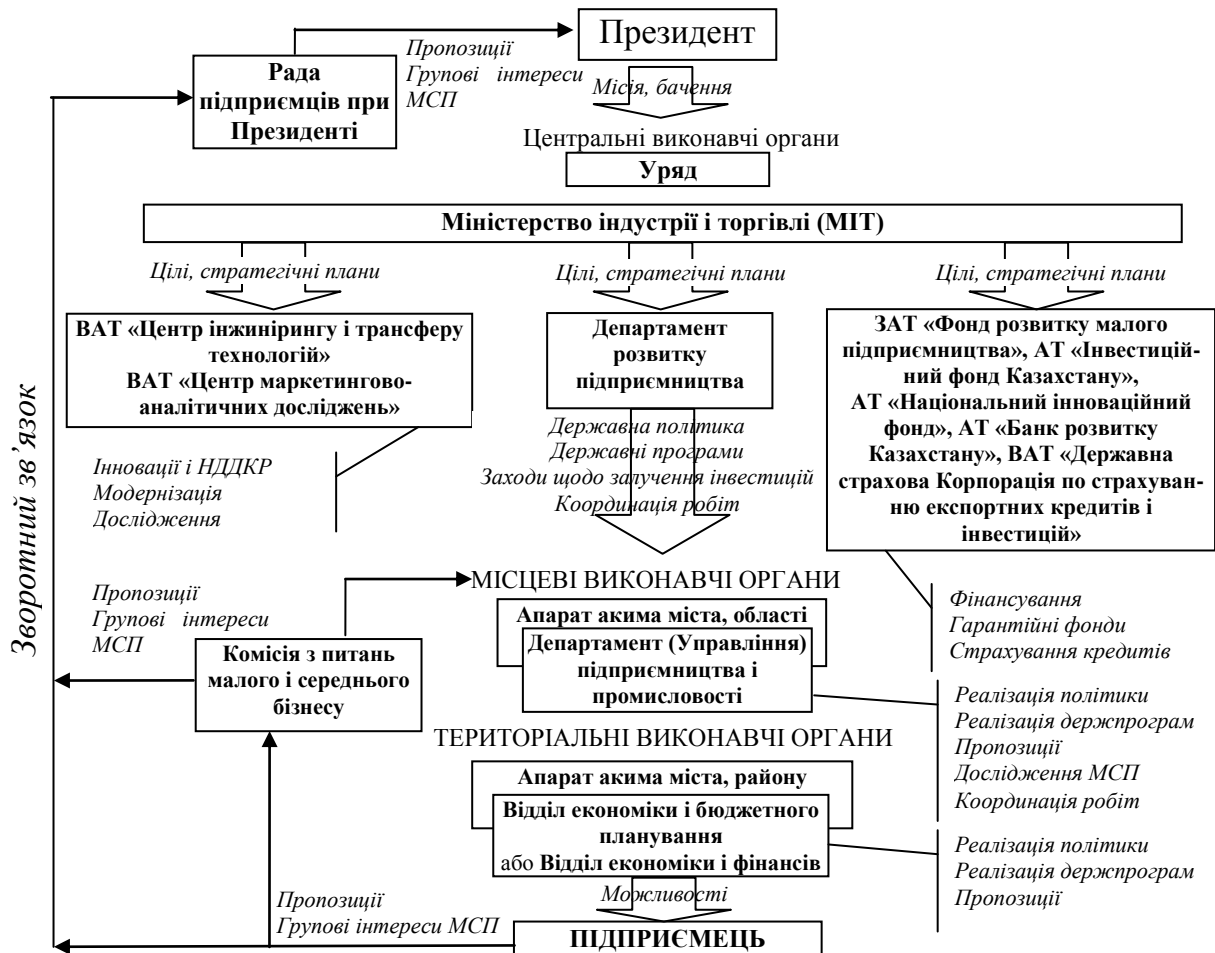 Президент
Пропозиції
Групові інтереси
МСП
Рада
підприємців при
Президенті
Місія, бачення
Центральні виконавчі органи
Уряд
Міністерство індустрії і торгівлі (МІТ)
Цілі, стратегічні плани
Цілі, стратегічні плани
Цілі, стратегічні плани
ВАТ «Центр інжинірингу і трансферу
технологій»
ВАТ «Центр маркетингово-
аналітичних досліджень»
Департамент
розвитку
підприємництва
ЗАТ «Фонд розвитку малого
підприємництва», АТ «Інвестицій-
ний фонд Казахстану»,
АТ «Національний інноваційний
фонд», АТ «Банк розвитку
Казахстану», ВАТ «Державна
страхова Корпорація по страхуван-
ню експортних кредитів і
інвестицій»
Зворотний зв’язок
Державна політика
Державні програми
Заходи щодо залучення інвестицій
Координація робіт
Інновації і НДДКР
Модернізація
Дослідження
МІСЦЕВІ ВИКОНАВЧІ ОРГАНИ
Пропозиції
Групові інтереси
МСП
Апарат акима міста, області
Департамент (Управління)
підприємництва і
промисловості
Фінансування
Гарантійні фонди
Страхування кредитів
Комісія з питань
малого і середнього
бізнесу
Реалізація політики
Реалізація держпрограм
Пропозиції
Дослідження МСП
Координація робіт
ТЕРИТОРІАЛЬНІ ВИКОНАВЧІ ОРГАНИ
Апарат акима міста, району
Відділ економіки і бюджетного
планування
або Відділ економіки і фінансів
Реалізація політики
Реалізація держпрограм
Пропозиції
Можливості
Пропозиції
Групові інтереси МСП
ПІДПРИЄМЕЦЬ